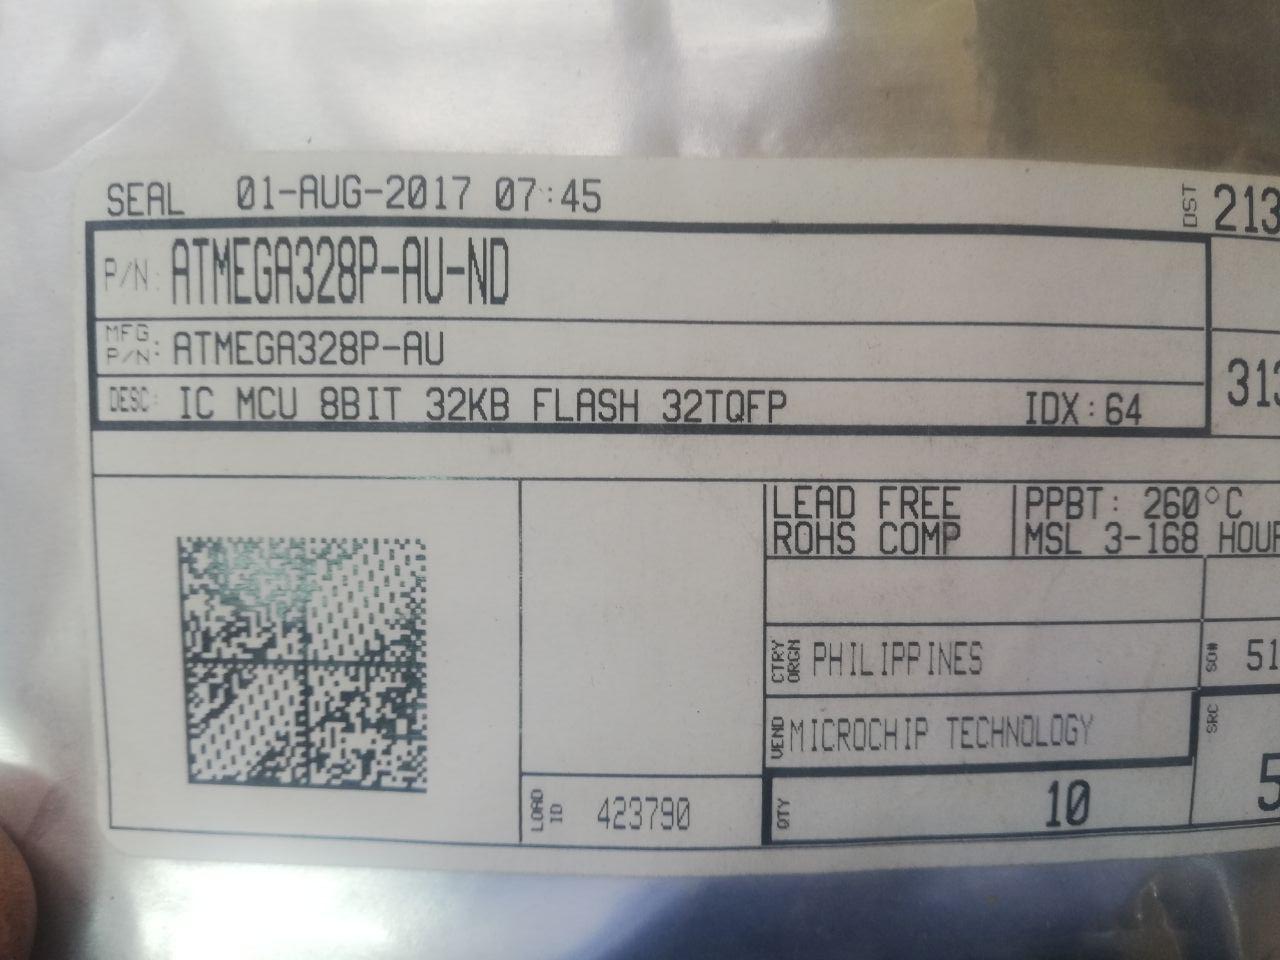 SEAL 01-AUG-2017 07:45
DST 213
P/N: ATMEGA328P-AU-ND
MFG. P/N: ATMEGA328P-AU
DESC: IC MCU 8BIT 32KB FLASH 32TQFP IDX:64
LEAD FREE
ROHS COMP
PPBT: 260°C
MSL 3-168
CTRY ORGN PHILIPPINES
SO# 51
VEND MICROCHIP TECHNOLOGY
SRC 5
LOAD ID 423790
QTY 10